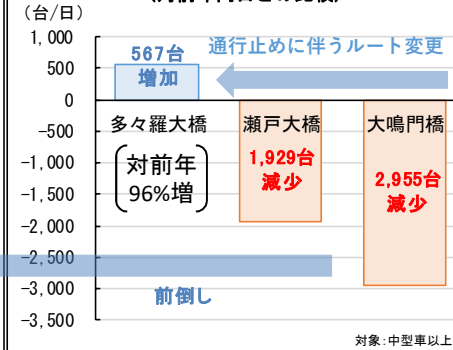 (台/日)
1,000
500
0
-500
-1,000
-1,500
-2,000
-2,500
-3,000
-3,500
567台
増加
通行止めに伴うルート変更
多々羅大橋
瀬戸大橋
大鳴門橋
対前年
96%増
1,929台
減少
2,955台
減少
前倒し
対象:中型車以上